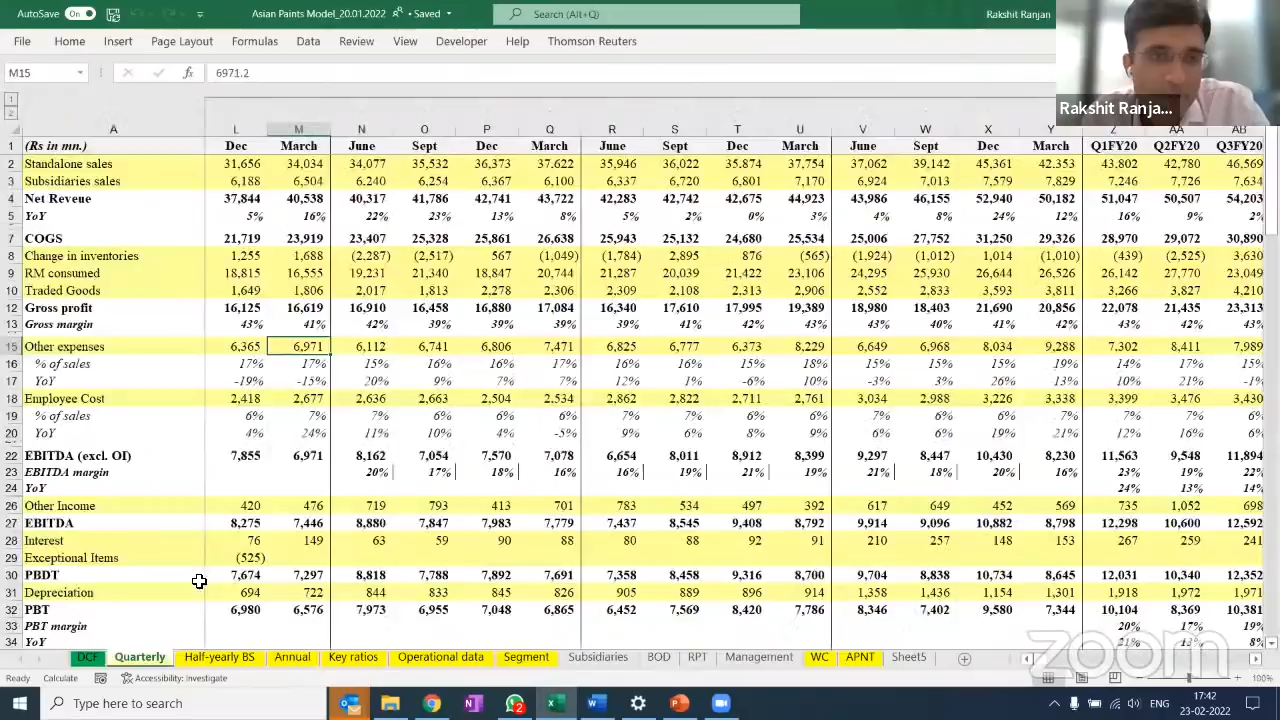 AutoSave On Asian Paints Model_20.01.2022 • Saved Search (Alt+Q) Rakshit Ranjan
File Home Insert Page Layout Formulas Data Review View Developer Help Thomson Reuters
M15 fx 6971.2
Rakshit Ranja...
1
2
A L M N O P Q R S T U V W X Y Z AA AB
1 (Rs in mn.) Dec March June Sept Dec March June Sept Dec March June Sept Dec March Q1FY20 Q2FY20 Q3FY20
2 Standalone sales 31,656 34,034 34,077 35,532 36,373 37,622 35,946 36,022 35,874 37,754 37,062 39,142 45,361 42,353 43,802 42,780 46,569
3 Subsidiaries sales 6,188 6,504 6,240 6,254 6,367 6,100 6,337 6,720 6,801 7,170 6,924 7,013 7,579 7,829 7,246 7,726 7,634
4 Net Reveue 37,844 40,538 40,317 41,786 42,741 43,722 42,283 42,742 42,675 44,923 43,986 46,155 52,940 50,182 51,047 50,507 54,203
5 YoY 5% 16% 22% 23% 13% 8% 5% 2% 0% 3% 4% 8% 24% 12% 16% 9% 2%
7 COGS 21,719 23,919 23,407 25,328 25,861 26,638 25,943 25,132 24,680 25,534 25,006 27,752 31,250 29,326 28,970 29,072 30,890
8 Change in inventories 1,255 1,688 (2,287) (2,517) 567 (1,049) (1,784) 2,895 876 (565) (1,924) (1,012) 1,014 (1,010) (439) (2,525) 3,630
9 RM consumed 18,815 16,555 19,231 21,340 18,847 20,744 21,287 20,039 21,422 23,106 24,295 25,930 26,644 26,526 26,142 27,770 23,049
10 Traded Goods 1,649 1,806 2,017 1,813 2,278 2,306 2,309 2,108 2,313 2,906 2,552 2,833 3,593 3,811 3,266 3,827 4,210
12 Gross profit 16,125 16,619 16,910 16,458 16,880 17,084 16,340 17,610 17,995 19,389 18,980 18,403 21,690 20,856 22,078 21,435 23,313
13 Gross margin 43% 41% 42% 39% 39% 39% 39% 41% 42% 43% 43% 40% 41% 42% 43% 42% 43%
15 Other expenses 6,365 6,971 6,112 6,741 6,806 7,471 6,825 6,777 6,373 8,229 6,649 6,968 8,034 9,288 7,302 8,411 7,989
16 % of sales 17% 17% 15% 16% 16% 17% 16% 16% 15% 18% 15% 15% 15% 19% 14% 17% 15%
17 YoY -19% -15% 20% 9% 7% 7% 12% 1% -6% 10% -3% 3% 26% 13% 10% 21% -1%
18 Employee Cost 2,418 2,677 2,636 2,663 2,504 2,534 2,862 2,822 2,711 2,761 3,034 2,988 3,226 3,338 3,399 3,476 3,430
19 % of sales 6% 7% 7% 6% 6% 6% 7% 7% 6% 6% 7% 6% 6% 7% 7% 7% 6%
20 YoY 4% 24% 11% 10% 4% -5% 9% 6% 8% 9% 6% 6% 19% 21% 12% 16% 6%
22 EBITDA (excl. OI) 7,855 6,971 8,162 7,054 7,570 7,078 6,654 8,011 8,912 8,399 9,297 8,447 10,430 8,230 11,563 9,548 11,894
23 EBITDA margin 20% 17% 18% 16% 16% 19% 21% 19% 21% 18% 20% 16% 23% 19% 22%
24 YoY 24% 13% 14%
26 Other Income 420 476 719 793 413 701 783 534 497 392 617 649 452 569 735 1,052 698
27 EBITDA 8,275 7,446 8,880 7,847 7,983 7,779 7,437 8,545 9,408 8,792 9,914 9,096 10,882 8,798 12,298 10,600 12,592
28 Interest 76 149 63 59 90 88 80 88 92 91 210 257 148 153 267 259 241
29 Exceptional Items (525)
30 PBDT 7,674 7,297 8,818 7,788 7,892 7,691 7,358 8,458 9,316 8,700 9,704 8,838 10,734 8,645 12,031 10,340 12,352
31 Depreciation 694 722 844 833 845 826 905 889 896 914 1,358 1,436 1,154 1,301 1,918 1,972 1,971
32 PBT 6,980 6,576 7,973 6,955 7,048 6,865 6,452 7,569 8,420 7,786 8,346 7,402 9,580 7,344 10,104 8,369 10,381
33 PBT margin 20% 17% 19%
34 YoY 21% 13% 8%
DCF Quarterly Half-yearly BS Annual Key ratios Operational data Segment Subsidiaries BOD RPT Management WC APNT Sheet5
zoom
Ready Calculate Accessibility: Investigate 100%
Type here to search 2 ENG 17:42
23-02-2022